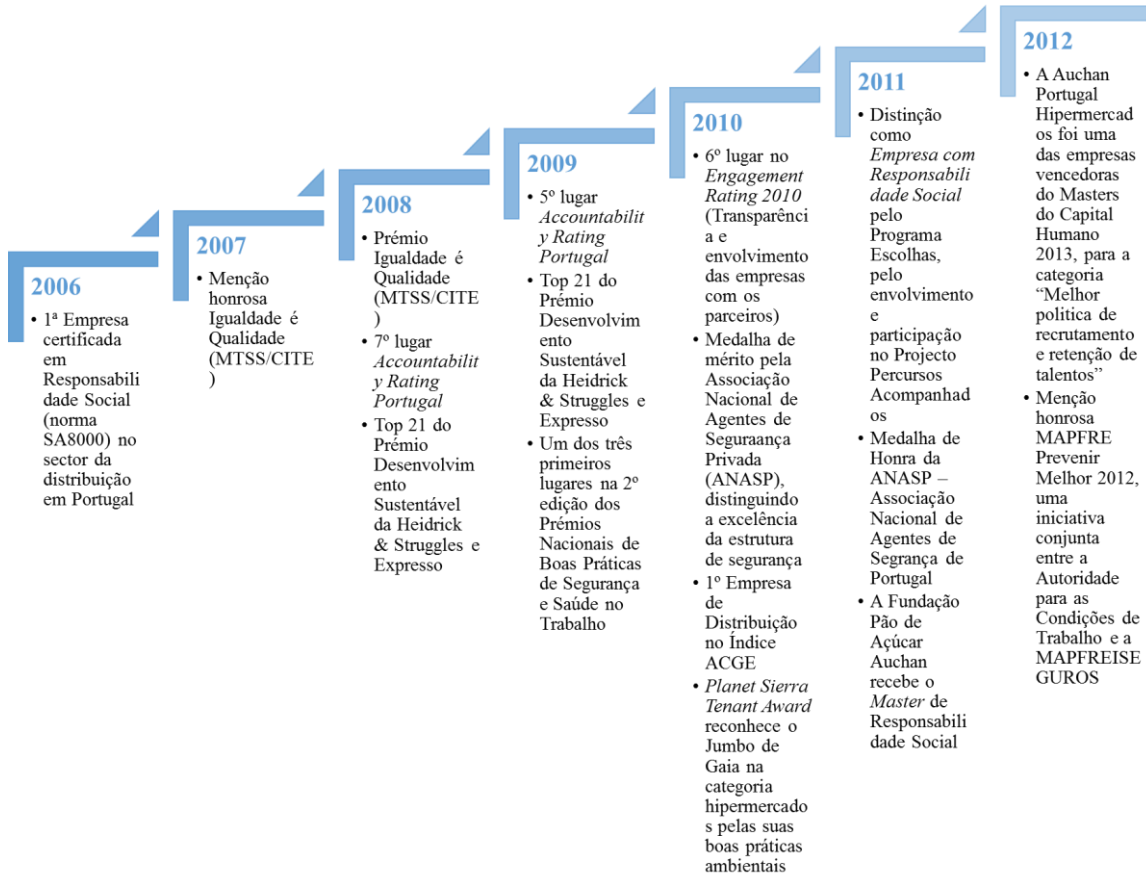 2006
• 1ª Empresa
certificada
em
Responsabili
dade Social
(norma
SA8000) no
sector da
distribuição
em Portugal
2007
• Menção
honrosa
Igualdade é
Qualidade
(MTSS/CITE
)
2008
• Prémio
Igualdade é
Qualidade
(MTSS/CITE
)
• 7º lugar
Accountabilit
y Rating
Portugal
• Top 21 do
Prémio
Desenvolvim
ento
Sustentável
da Heidrick
& Struggles e
Expresso
2009
• 5º lugar
Accountabilit
y Rating
Portugal
• Top 21 do
Prémio
Desenvolvim
ento
Sustentável
da Heidrick
& Struggles e
Expresso
• Um dos três
primeiros
lugares na 2º
edição dos
Prémios
Nacionais de
Boas Práticas
de Segurança
e Saúde no
Trabalho
2010
• 6º lugar no
Engagement
Rating 2010
(Transparênci
a e
envolvimento
das empresas
com os
parceiros)
• Medalha de
mérito pela
Associação
Nacional de
Agentes de
Seguraança
Privada
(ANASP),
distinguindo
a excelência
da estrutura
de segurança
• 1º Empresa
de
Distribuição
no Índice
ACGE
• Planet Sierra
Tenant Award
reconhece o
Jumbo de
Gaia na
categoria
hipermercado
s pelas suas
boas práticas
ambientais
2011
• Distinção
como
Empresa com
Responsabili
dade Social
pelo
Programa
Escolhas,
pelo
envolvimento
e
participação
no Projecto
Percursos
Acompanhad
os
• Medalha de
Honra da
ANASP –
Associação
Nacional de
Agentes de
Segrança de
Portugal
• A Fundação
Pão de
Açúcar
Auchan
recebe o
Master de
Responsabili
dade Social
2012
• A Auchan
Portugal
Hipermercad
os foi uma
das empresas
vencedoras
do Masters
do Capital
Humano
2013, para a
categoria
“Melhor
politica de
recrutamento
e retenção de
talentos”
• Menção
honrosa
MAPFRE
Prevenir
Melhor 2012,
uma
iniciativa
conjunta
entre a
Autoridade
para as
Condições de
Trabalho e a
MAPFREISE
GUROS